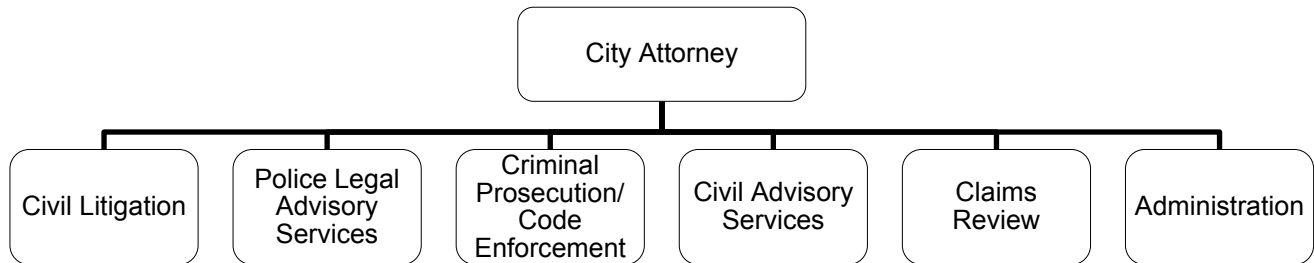 City Attorney
Civil Litigation
Police Legal
Advisory
Services
Criminal
Prosecution/
Code
Enforcement
Civil Advisory
Services
Claims
Review
Administration